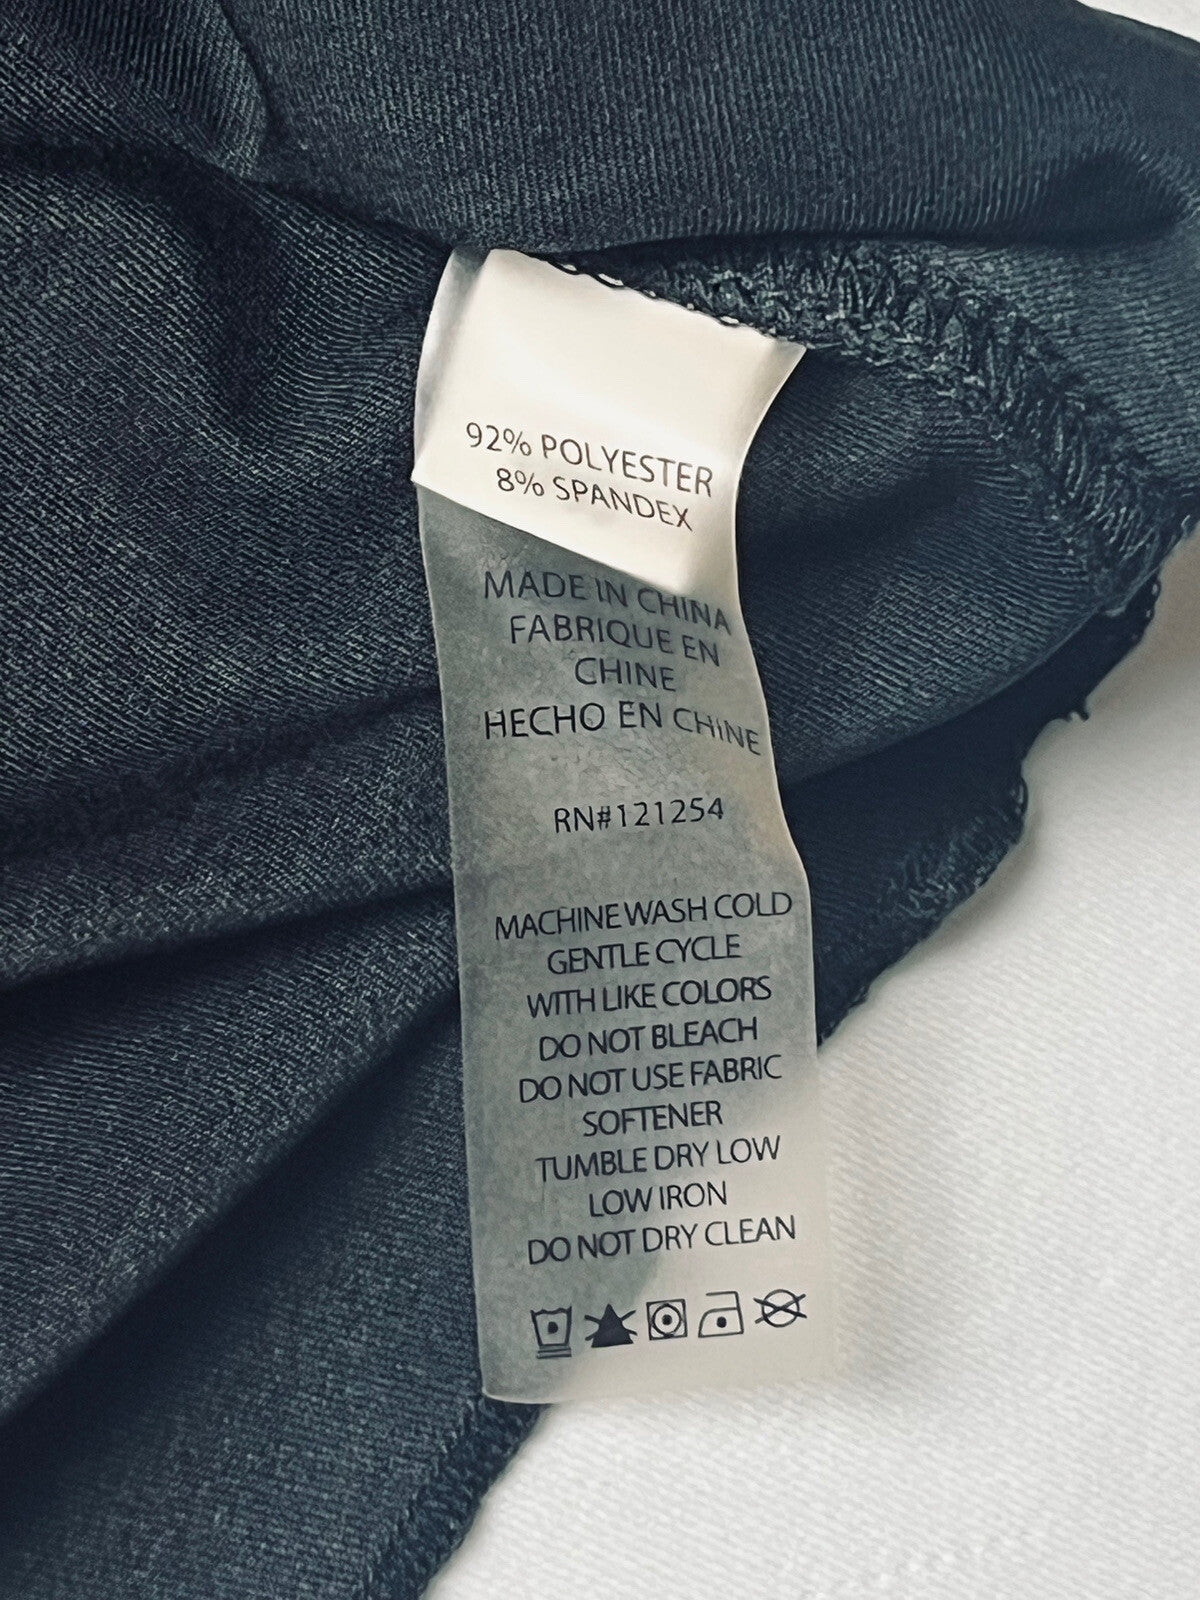 92% POLYESTER
8% SPANDEX
MADE IN CHINA
FABRIQUE EN
CHINE
HECHO EN CHINE
RN#121254
MACHINE WASH COLD
GENTLE CYCLE
WITH LIKE COLORS
DO NOT BLEACH
DO NOT USE FABRIC
SOFTENER
TUMBLE DRY LOW
LOW IRON
DO NOT DRY CLEAN